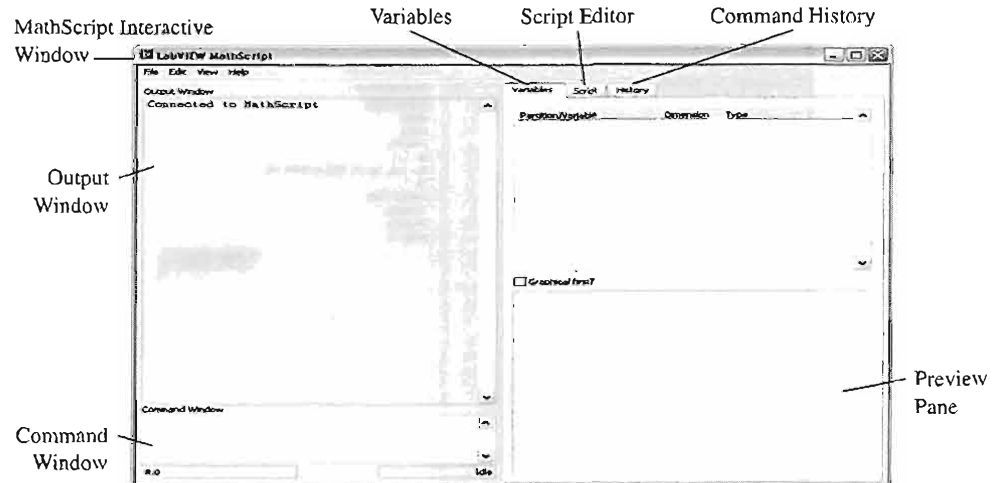 MathScript Interactive
Window
Variables
Script Editor
Command History
LabVIEW MathScript
File Edit View Help
Output Window
Connected to MathScript
Variables Script History
Partition/Variable Dimension Type
Output
Window
Graphical first?
Preview
Pane
Command Window
Command
Window
Idle